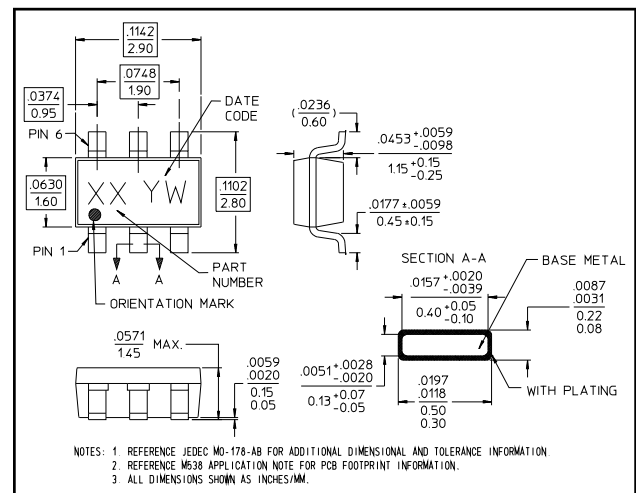 .1142
2.90
.0748
1.90
.0374
0.95
PIN 6
DATE
CODE
.0630
1.60
XX YW
.1102
2.80
PIN 1
A A
PART
NUMBER
ORIENTATION MARK
(.0236
0.60)
.0453 +.0059
-.0098
1.15 +0.15
-0.25
.0177 ±.0059
0.45 ±0.15
SECTION A-A
BASE METAL
.0157 +.0020
-.0039
0.40 +0.05
-0.10
.0087
.0031
0.22
0.08
.0571
1.45 MAX.
.0059
.0020
0.15
0.05
.0051 +.0028
-.0020
0.13 +0.07
-0.05
.0197
.0118
0.50
0.30
WITH PLATING
NOTES: 1. REFERENCE JEDEC MO-178-AB FOR ADDITIONAL DIMENSIONAL AND TOLERANCE INFORMATION.
2. REFERENCE M538 APPLICATION NOTE FOR PCB FOOTPRINT INFORMATION.
3. ALL DIMENSIONS SHOWN AS INCHES/MM.